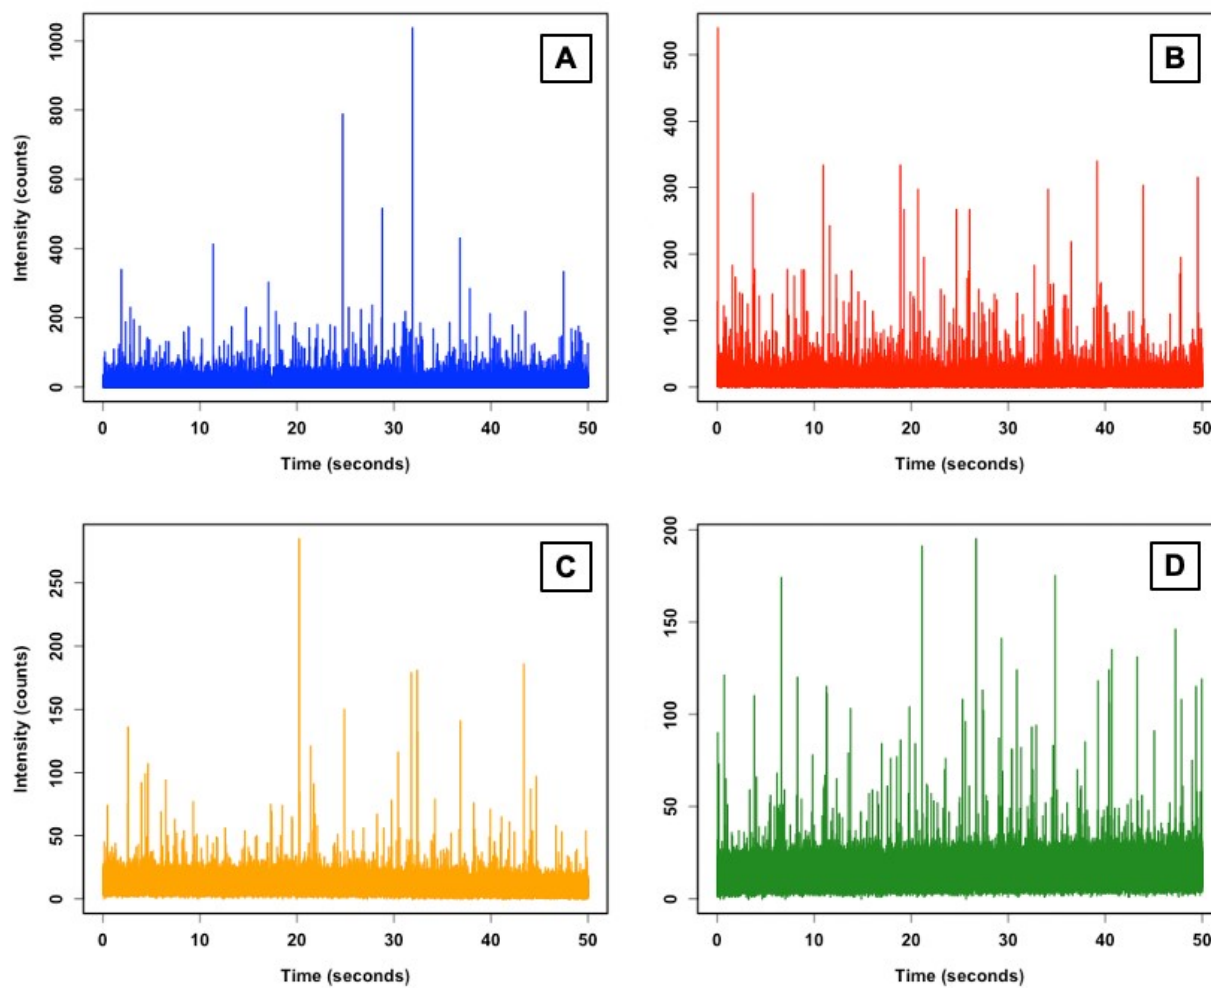 A
Intensity (counts)
0 200 400 600 800 1000
0 10 20 30 40 50
Time (seconds)
B
0 100 200 300 400 500
0 10 20 30 40 50
Time (seconds)
C
Intensity (counts)
0 50 100 150 200 250
0 10 20 30 40 50
Time (seconds)
D
0 50 100 150 200
0 10 20 30 40 50
Time (seconds)